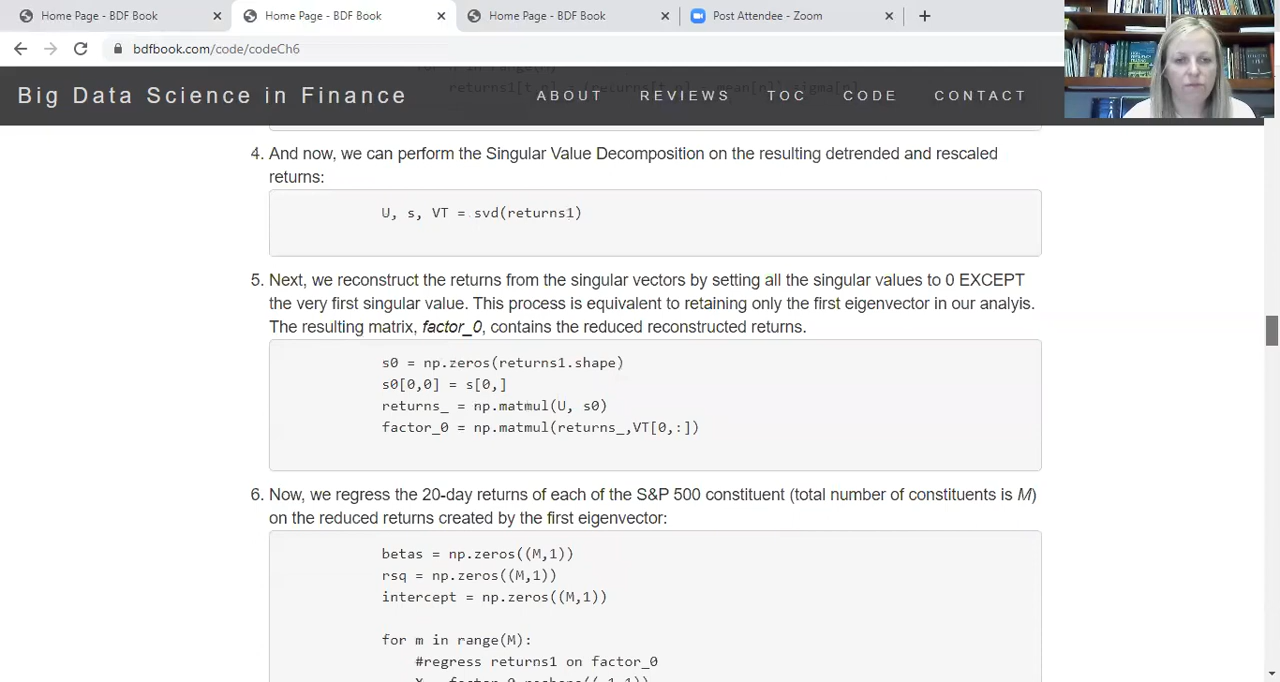 Home Page - BDF Book
Home Page - BDF Book
Home Page - BDF Book
Post Attendee - Zoom
bdfbook.com/code/codeCh6
Big Data Science in Finance
ABOUT REVIEWS TOC CODE CONTACT
4. And now, we can perform the Singular Value Decomposition on the resulting detrended and rescaled
returns:
U, s, VT = svd(returns1)
5. Next, we reconstruct the returns from the singular vectors by setting all the singular values to 0 EXCEPT
the very first singular value. This process is equivalent to retaining only the first eigenvector in our analyis.
The resulting matrix, factor_0, contains the reduced reconstructed returns.
s0 = np.zeros(returns1.shape)
s0[0,0] = s[0,]
returns_ = np.matmul(U, s0)
factor_0 = np.matmul(returns_,VT[0,:])
6. Now, we regress the 20-day returns of each of the S&P 500 constituent (total number of constituents is M)
on the reduced returns created by the first eigenvector:
betas = np.zeros((M,1))
rsq = np.zeros((M,1))
intercept = np.zeros((M,1))
for m in range(M):
#regress returns1 on factor_0